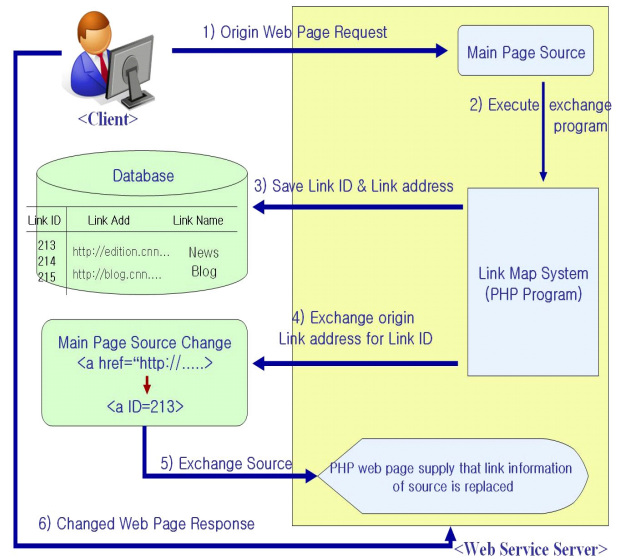 1) Origin Web Page Request
Main Page Source
<Client>
2) Execute exchange
program
Database
3) Save Link ID & Link address
Link ID Link Add Link Name
213
214
215
http://edition.cnn...
http://blog.cnn....
News
Blog
Link Map System
(PHP Program)
4) Exchange origin
Link address for Link ID
Main Page Source Change
<a href="http://.....>
<a ID=213>
5) Exchange Source
PHP web page supply that link information
of source is replaced
6) Changed Web Page Response
<Web Service Server>